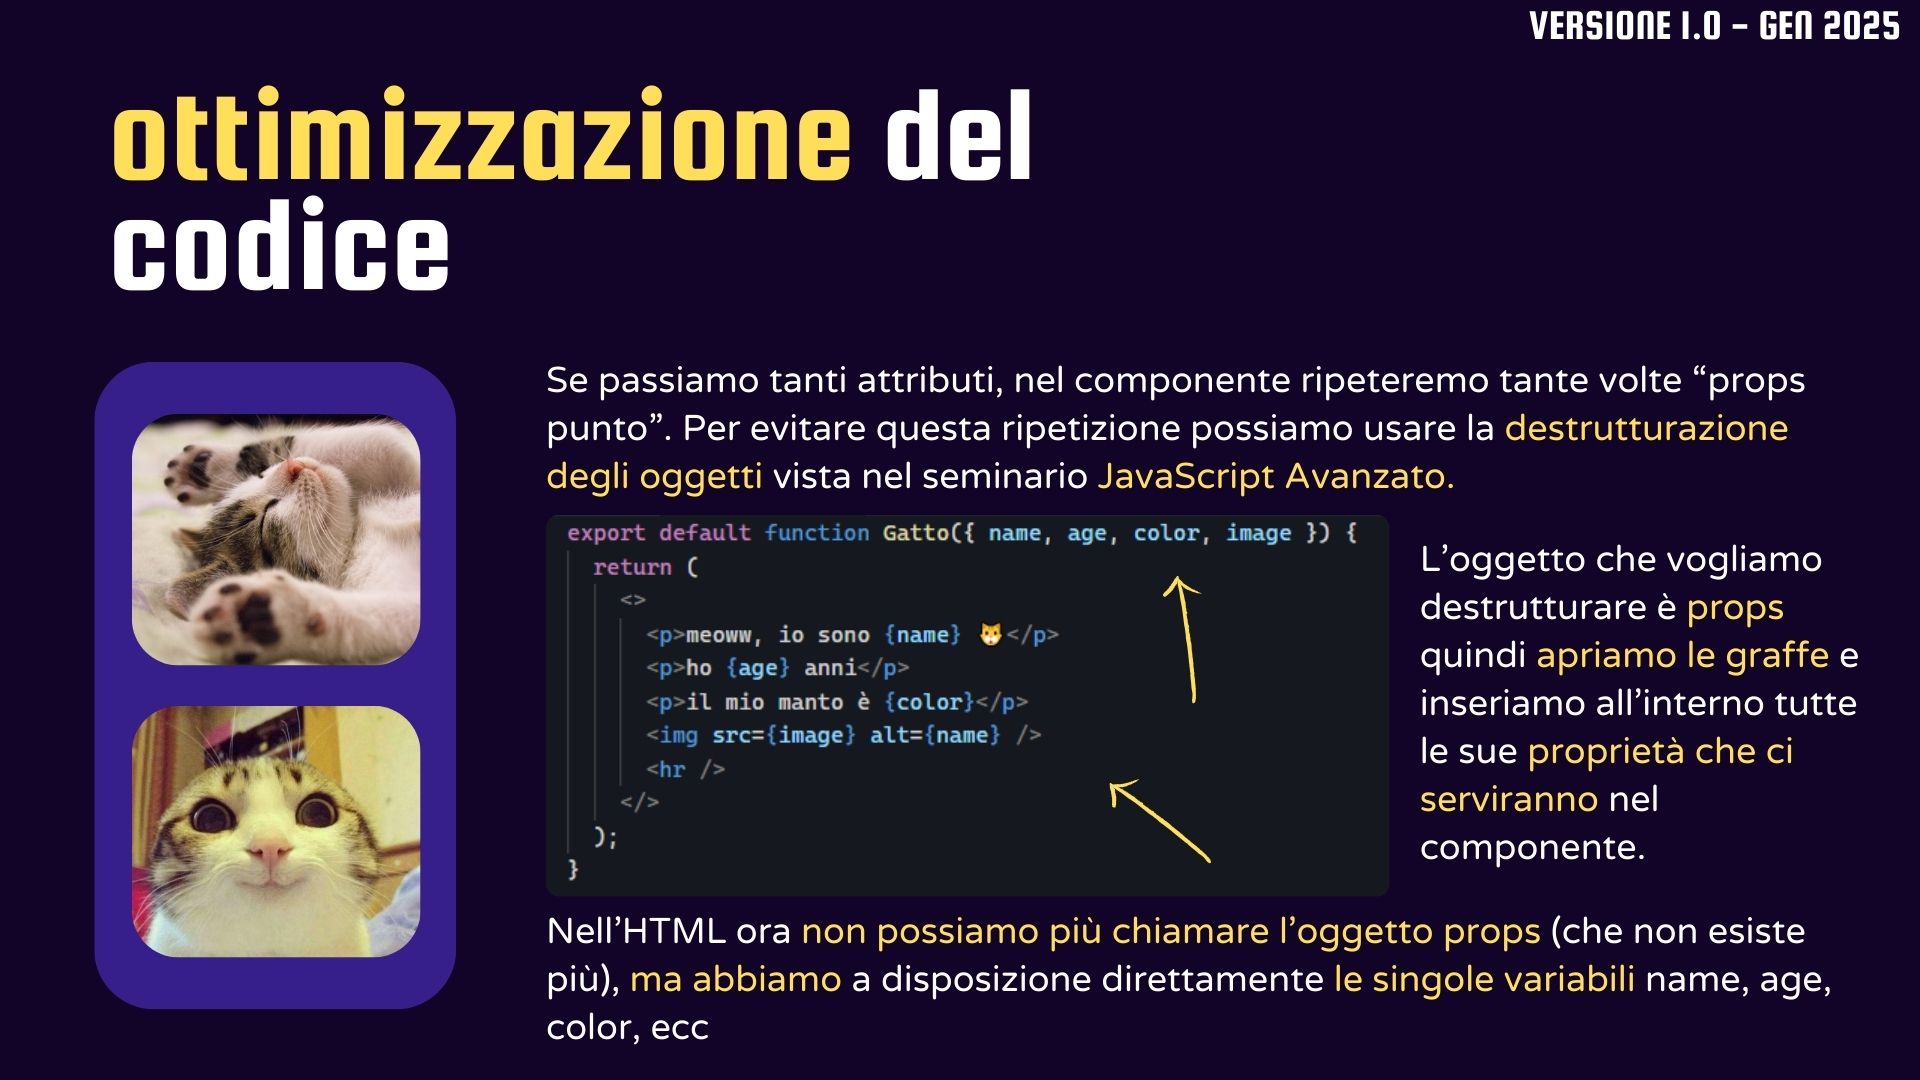 VERSIONE 1.0 - GEN 2025
ottimizzazione del
codice
Se passiamo tanti attributi, nel componente ripeteremo tante volte “props
punto”. Per evitare questa ripetizione possiamo usare la destrutturazione
degli oggetti vista nel seminario JavaScript Avanzato.
export default function Gatto({ name, age, color, image }) {
return (
<>
<p>meoww, io sono {name} 🐱</p>
<p>ho {age} anni</p>
<p>il mio manto è {color}</p>
<img src={image} alt={name} />
<hr />
</>
);
}
L’oggetto che vogliamo
destrutturare è props
quindi apriamo le graffe e
inseriamo all’interno tutte
le sue proprietà che ci
serviranno nel
componente.
Nell’HTML ora non possiamo più chiamare l’oggetto props (che non esiste
più), ma abbiamo a disposizione direttamente le singole variabili name, age,
color, ecc